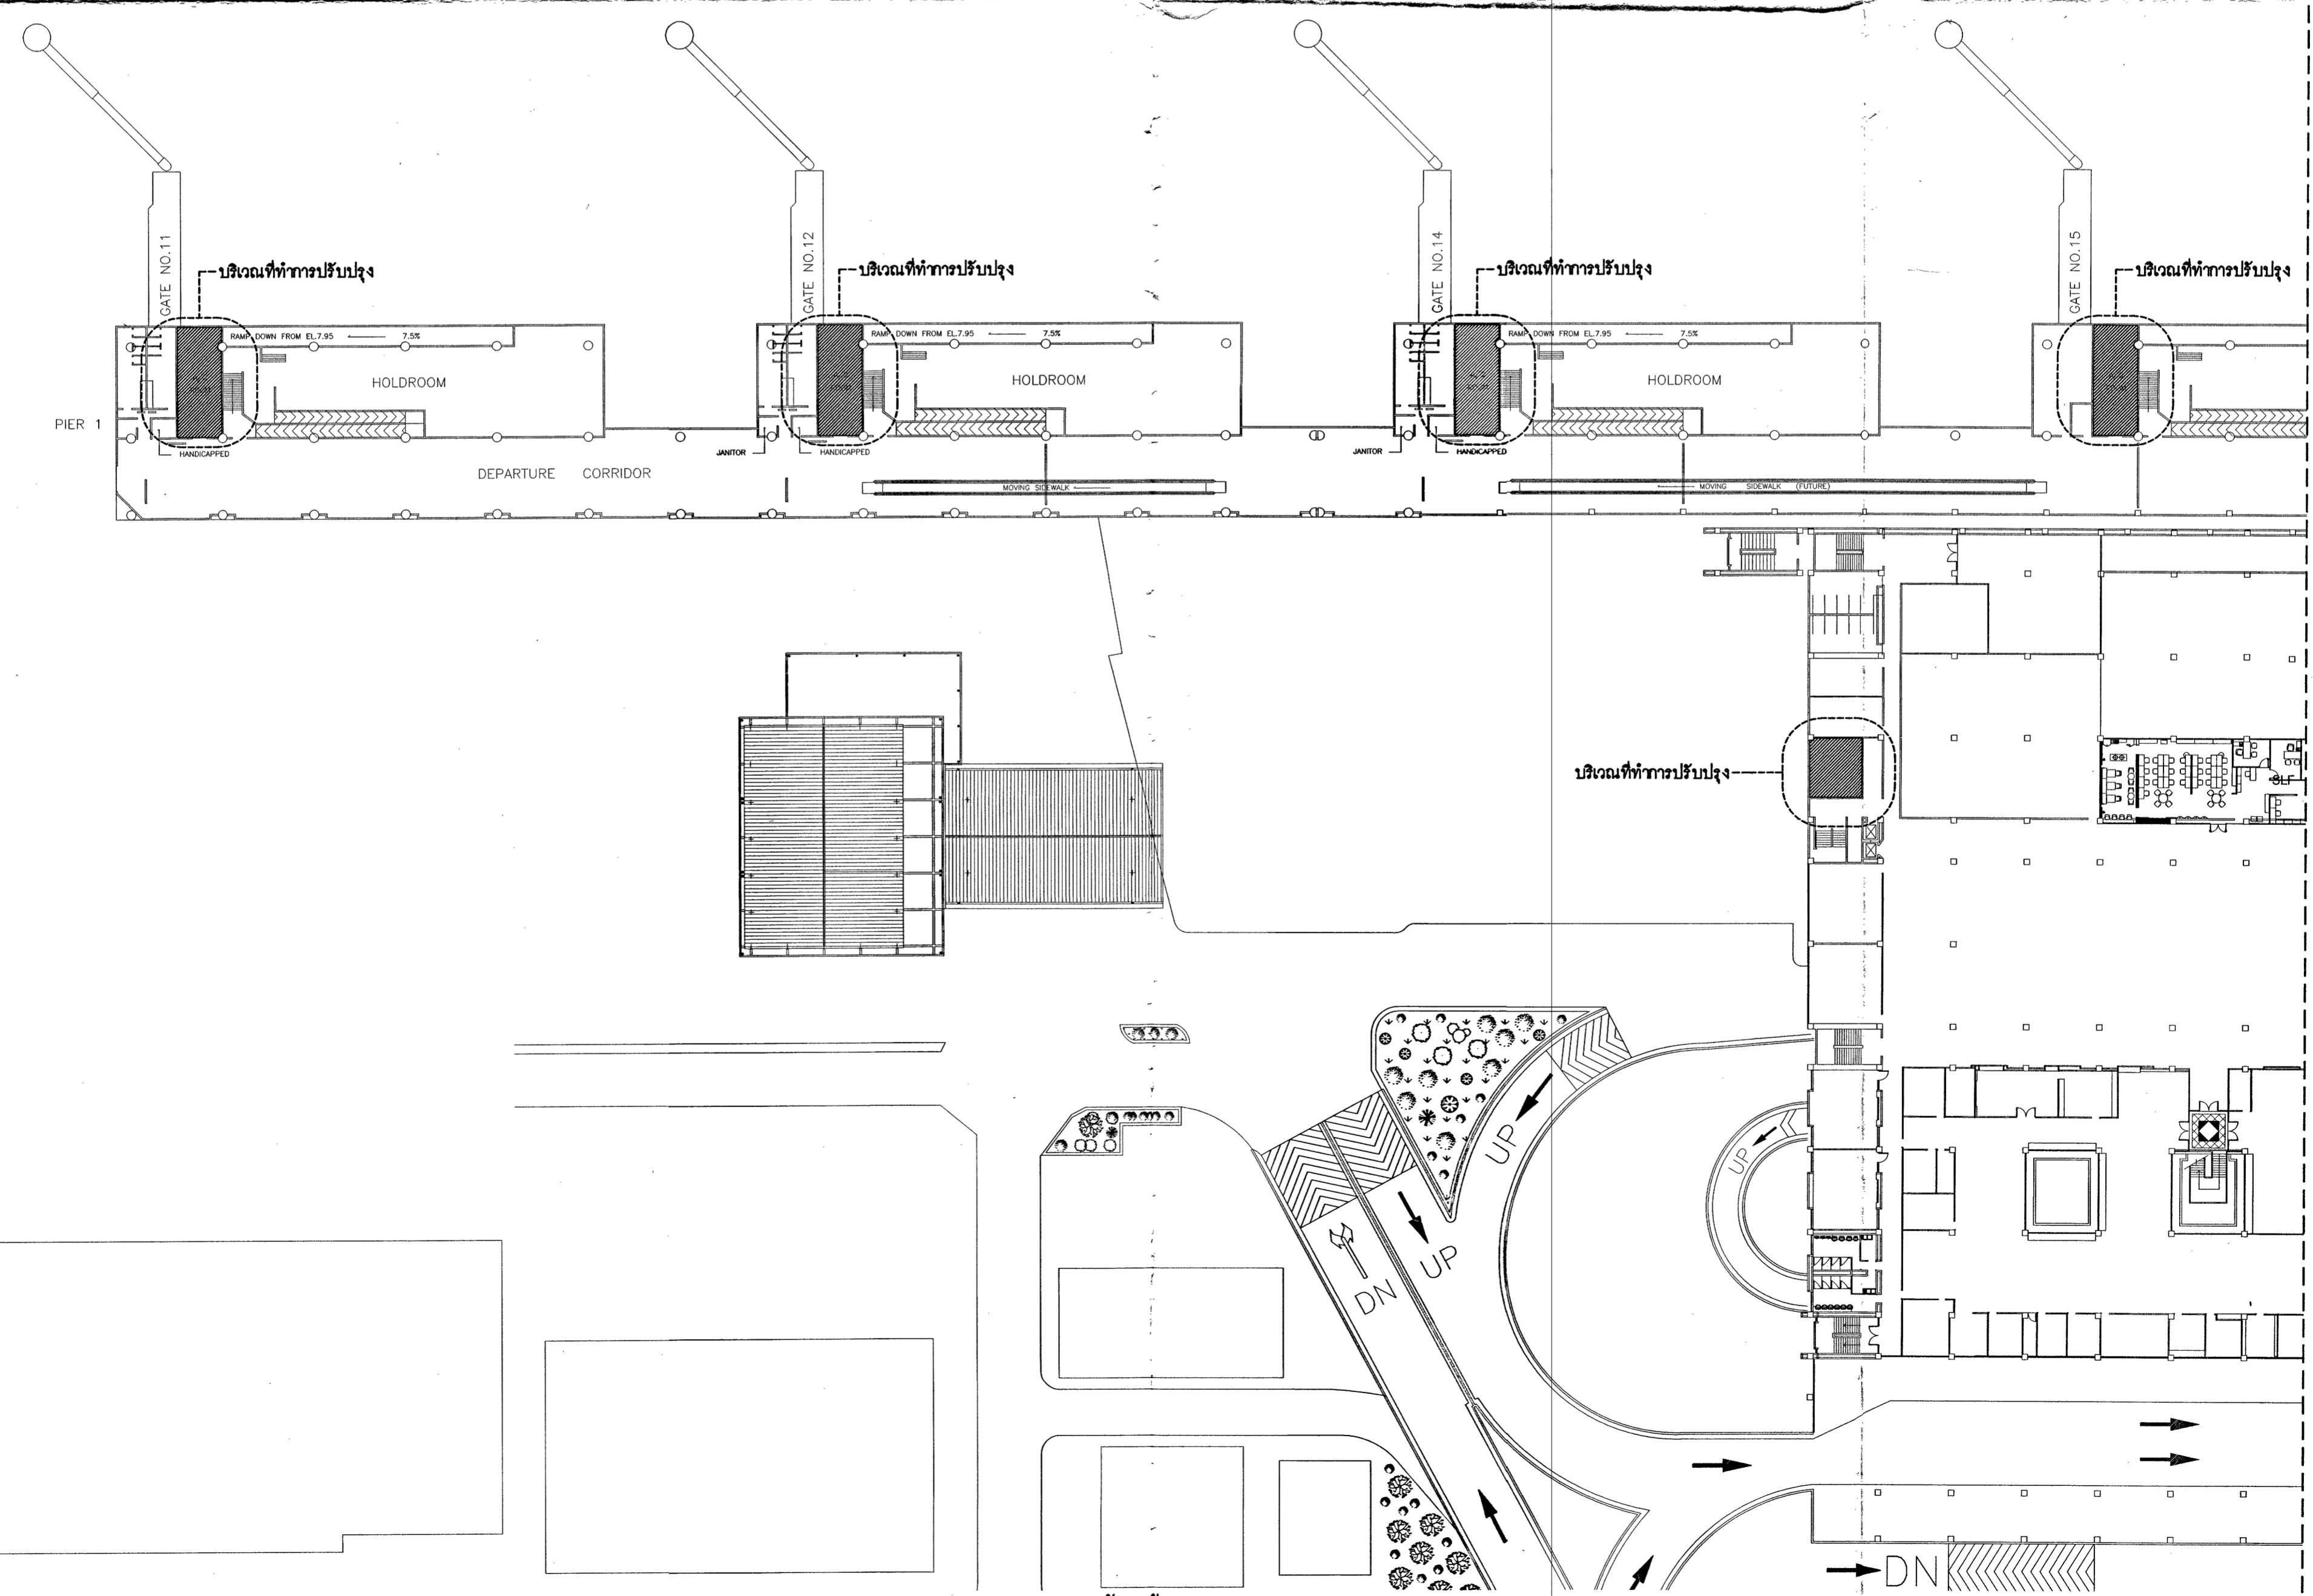 GATE NO.11
GATE NO.12
GATE NO.14
GATE NO.15
บริเวณที่ทำการปรับปรุง
บริเวณที่ทำการปรับปรุง
บริเวณที่ทำการปรับปรุง
บริเวณที่ทำการปรับปรุง
RAMP DOWN FROM EL.7.95 7.5%
RAMP DOWN FROM EL.7.95 7.5%
RAMP DOWN FROM EL.7.95 7.5%
HOLDROOM
HOLDROOM
HOLDROOM
PIER 1
HANDICAPPED
JANITOR
HANDICAPPED
JANITOR
HANDICAPPED
DEPARTURE CORRIDOR
MOVING SIDEWALK
MOVING SIDEWALK (FUTURE)
บริเวณที่ทำการปรับปรุง
UP
UP
UP
DN
DN